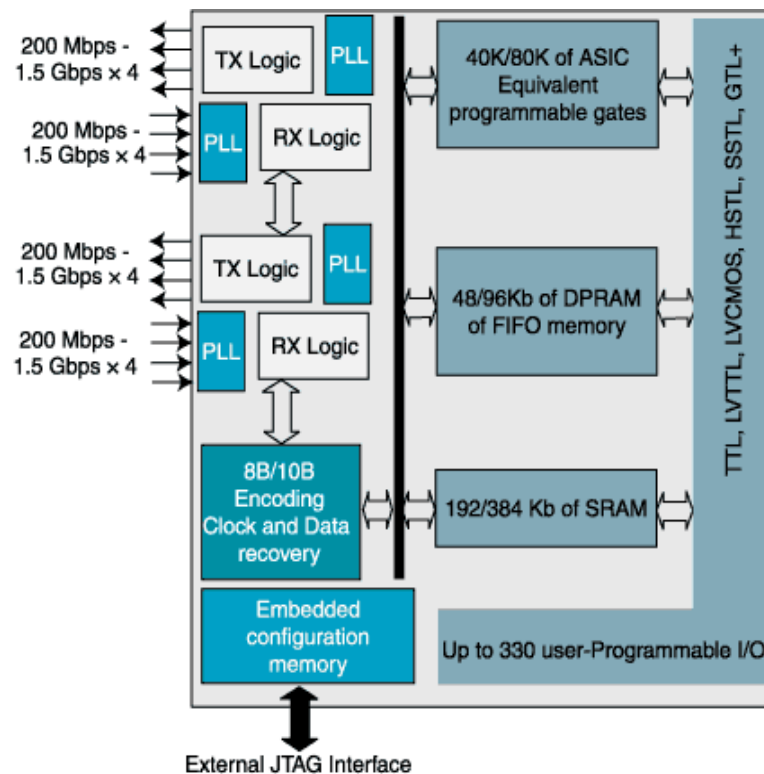 200 Mbps -
1.5 Gbps × 4
TX Logic
PLL
200 Mbps -
1.5 Gbps × 4
PLL
RX Logic
200 Mbps -
1.5 Gbps × 4
TX Logic
PLL
200 Mbps -
1.5 Gbps × 4
PLL
RX Logic
8B/10B
Encoding
Clock and Data
recovery
Embedded
configuration
memory
External JTAG Interface
40K/80K of ASIC
Equivalent
programmable gates
48/96Kb of DPRAM
of FIFO memory
192/384 Kb of SRAM
TTL, LVTTL, LVCMOS, HSTL, SSTL, GTL+
Up to 330 user-Programmable I/O